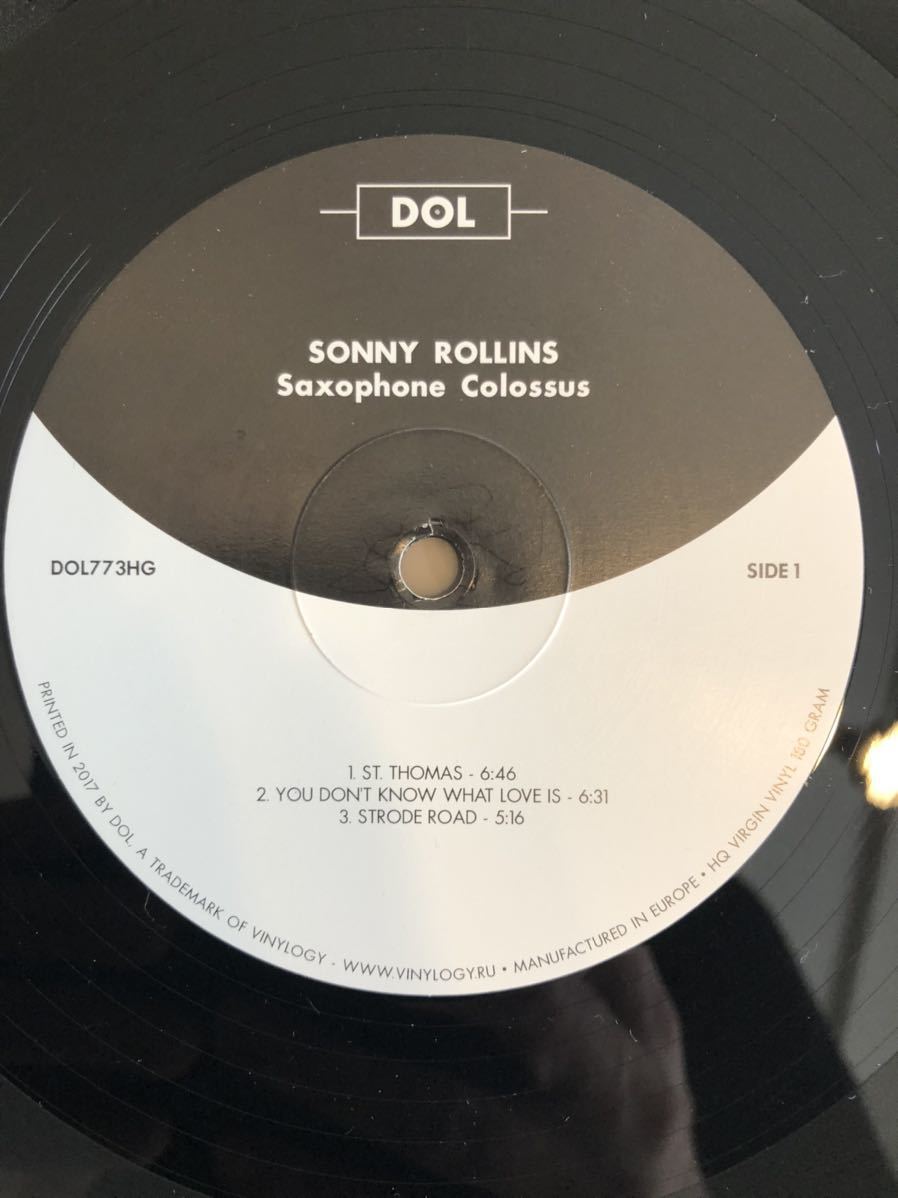 DOL
SONNY ROLLINS
Saxophone Colossus
DOL773HG
SIDE 1
1. ST. THOMAS - 6:46
2. YOU DON'T KNOW WHAT LOVE IS - 6:31
3. STRODE ROAD - 5:16
PRINTED IN 2017 BY DOL, A TRADEMARK OF VINYLOGY - WWW.VINYLOGY.RU • MANUFACTURED IN EUROPE • HQ VIRGIN VINYL 180 GRAM